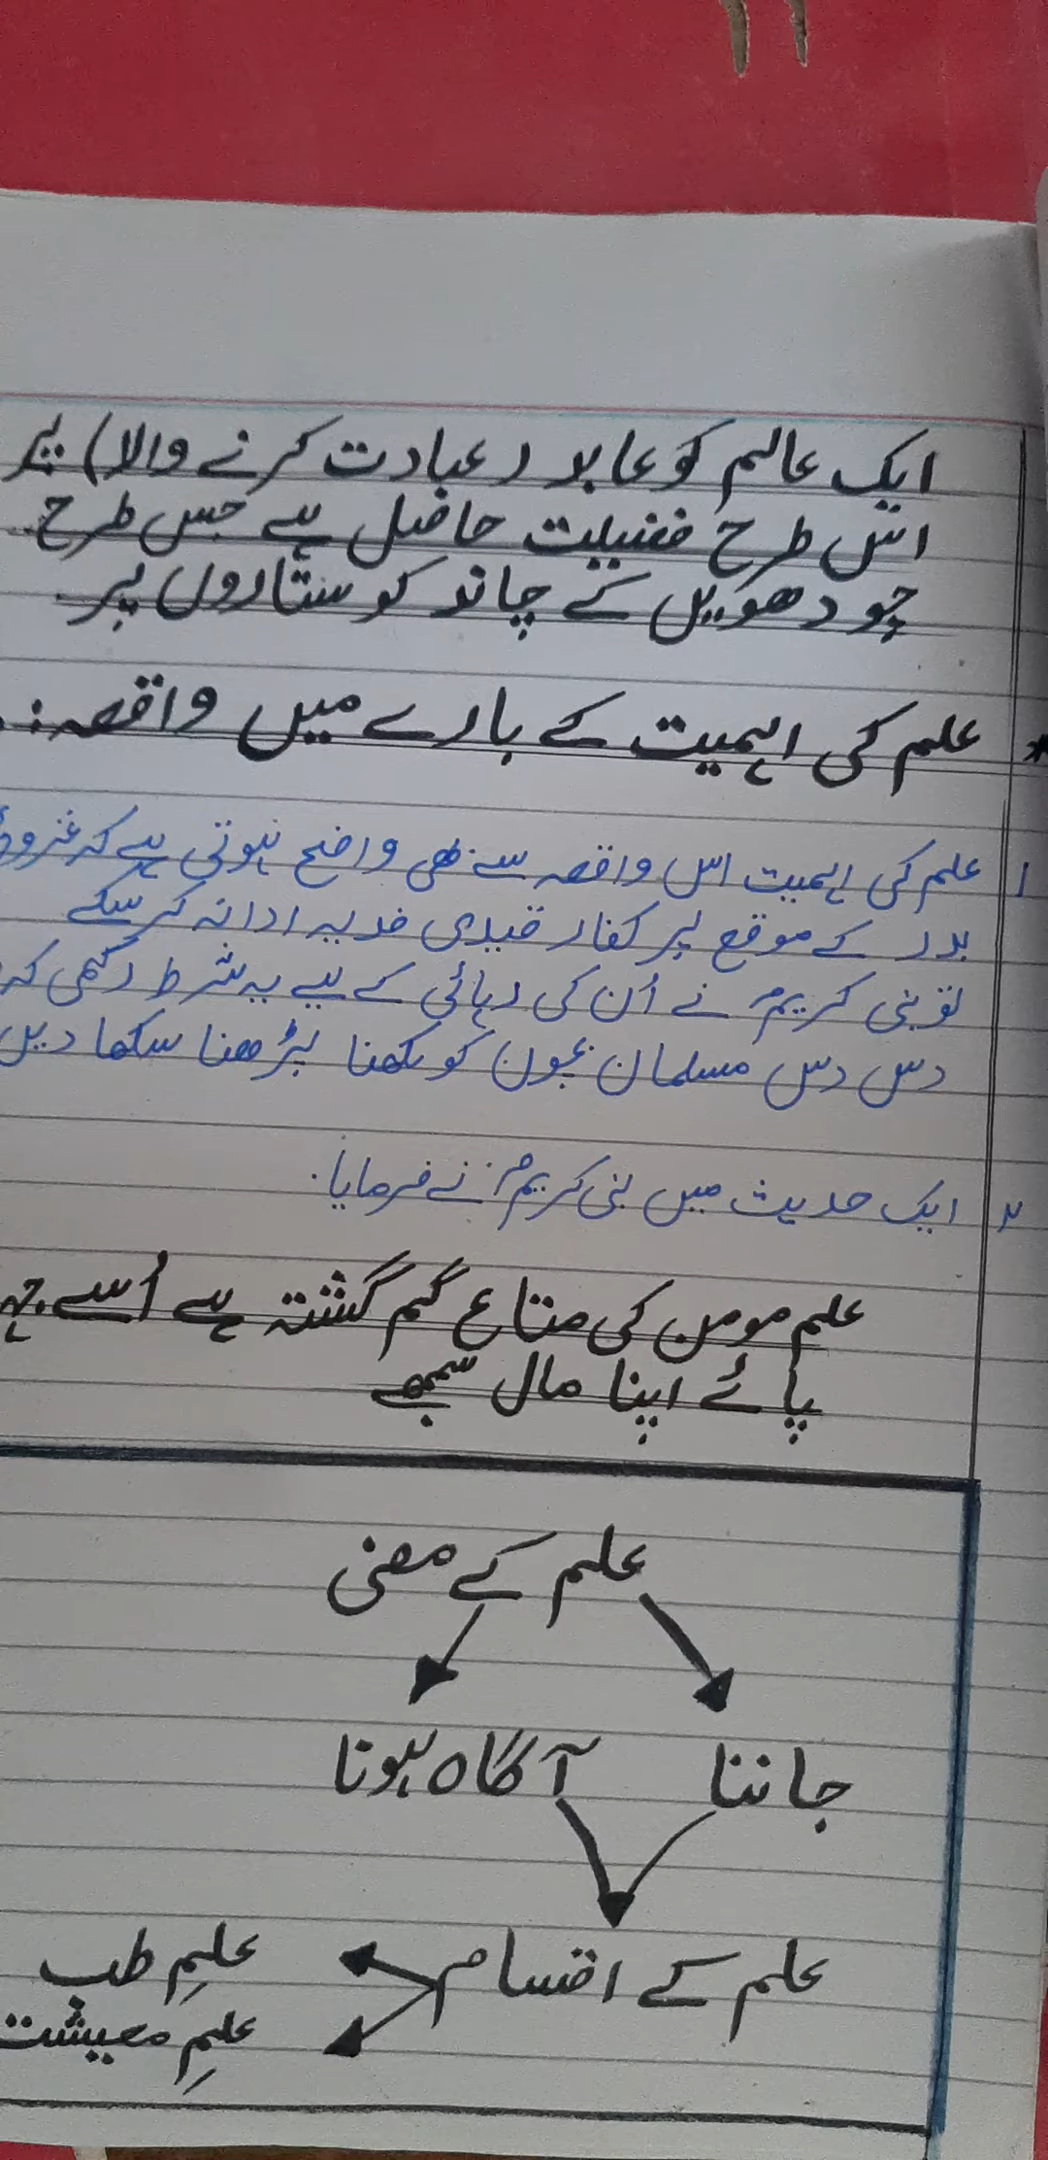 ایک عالم کو عابد (عبادت کرنے والا) پر
اس طرح فضیلت حاصل ہے جس طرح
چودھویں کے چاند کو ستاروں پر۔
* علم کی اہمیت کے بارے میں واقعہ:
۱ علم کی اہمیت اس واقعہ سے بھی واضح ہوتی ہے کہ غزوہ
بدر کے موقع پر کفار قیدی فدیہ ادا نہ کر سکے
تو نبی کریمؐ نے اُن کی رہائی کے لیے یہ شرط رکھی کہ
دس دس مسلمان بچوں کو لکھنا پڑھنا سکھا دیں
۲ ایک حدیث میں نبی کریمؐ نے فرمایا:
علم مومن کی متاع گم گشتہ ہے اُسے
پائے اپنا مال سمجھے
علم کے معنی
جاننا آگاہ ہونا
علم کے اقسام علمِ طب
علمِ معیشت